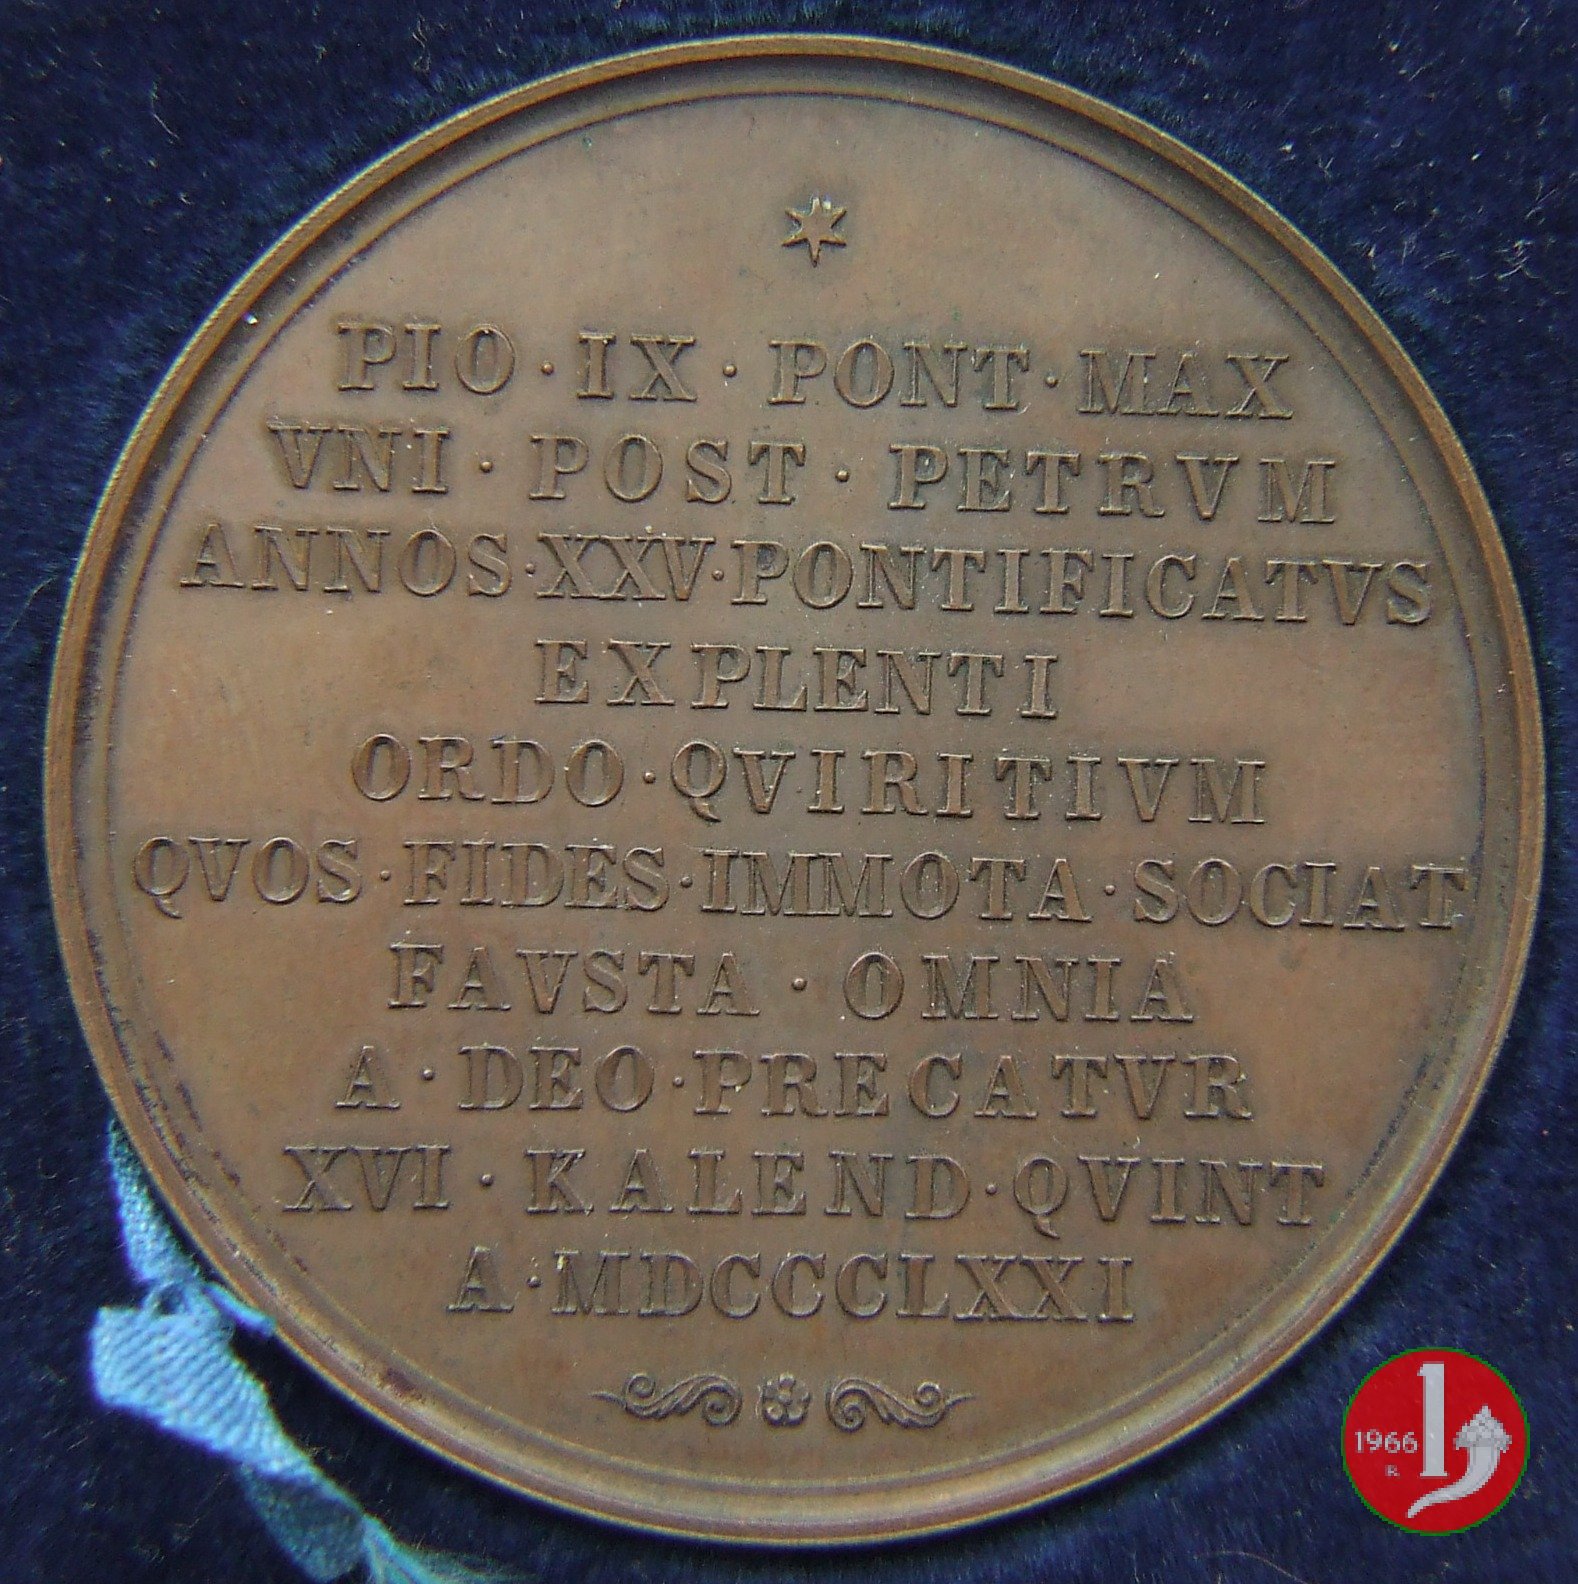 PIO · IX · PONT · MAX
VNI · POST · PETRVM
ANNOS · XXV · PONTIFICATVS
EXPLENTI
ORDO · QVIRITIVM
QVOS · FIDES · IMMOTA · SOCIAT
FAVSTA · OMNIA
A · DEO · PRECATVR
XVI · KALEND · QVINT
A · MDCCCLXXI
1966
R